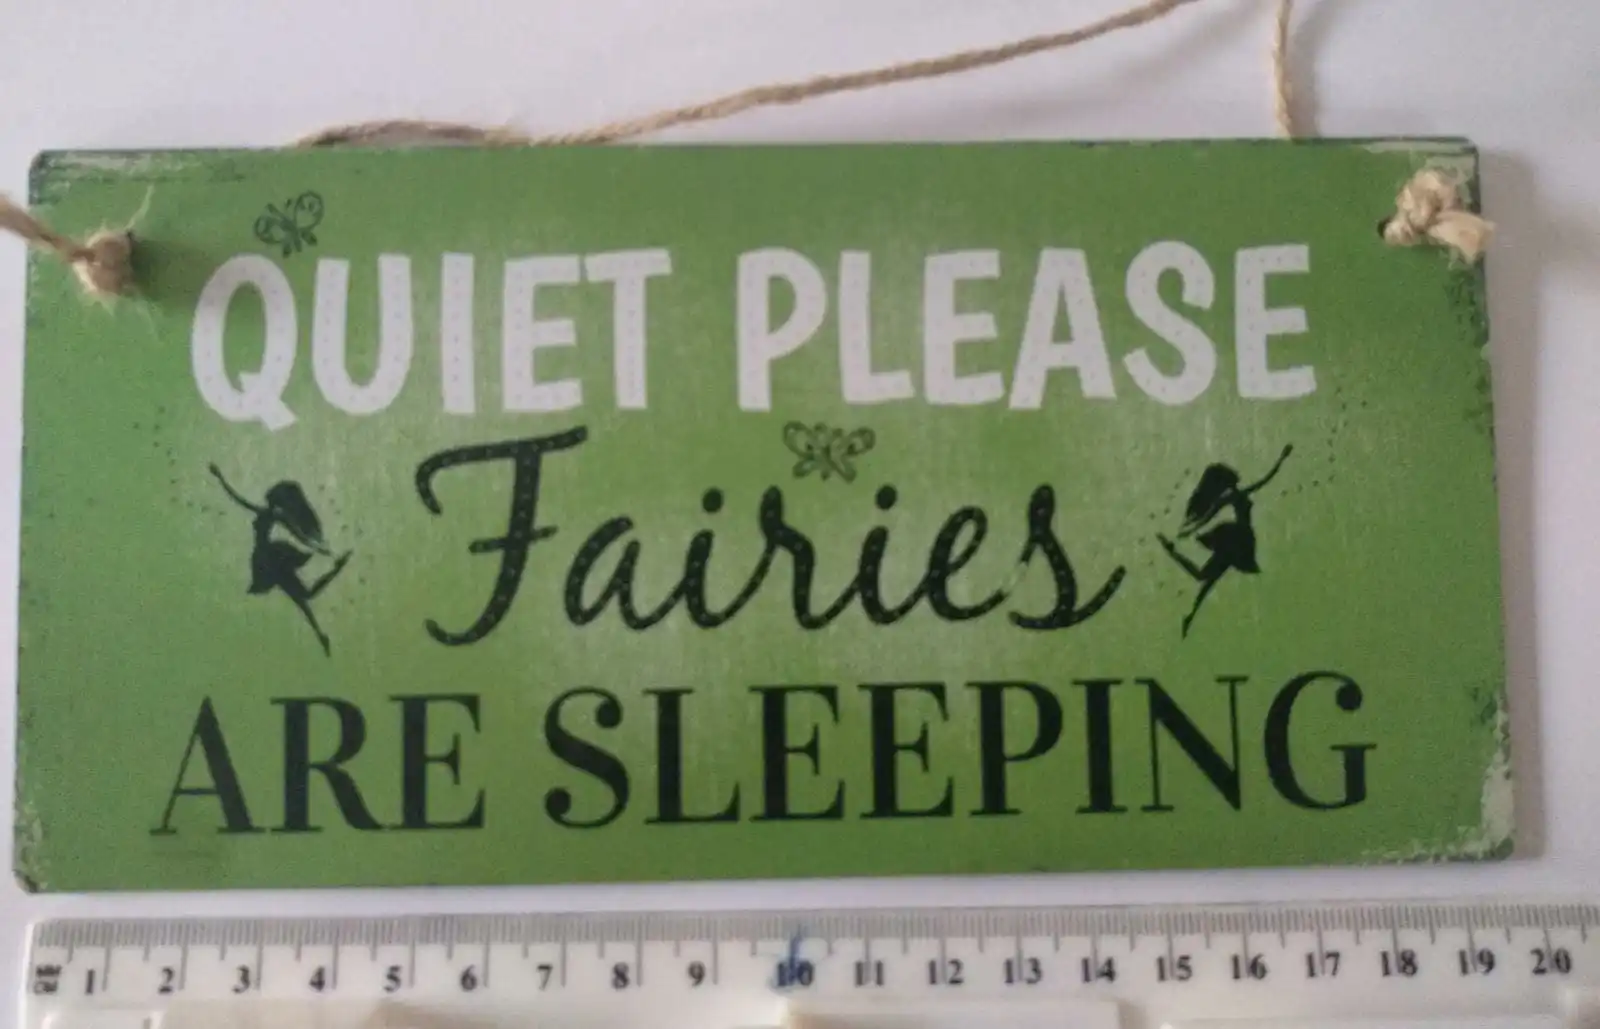 QUIET PLEASE
Fairies
ARE SLEEPING
1 2 3 4 5 6 7 8 9 10 11 12 13 14 15 16 17 18 19 20